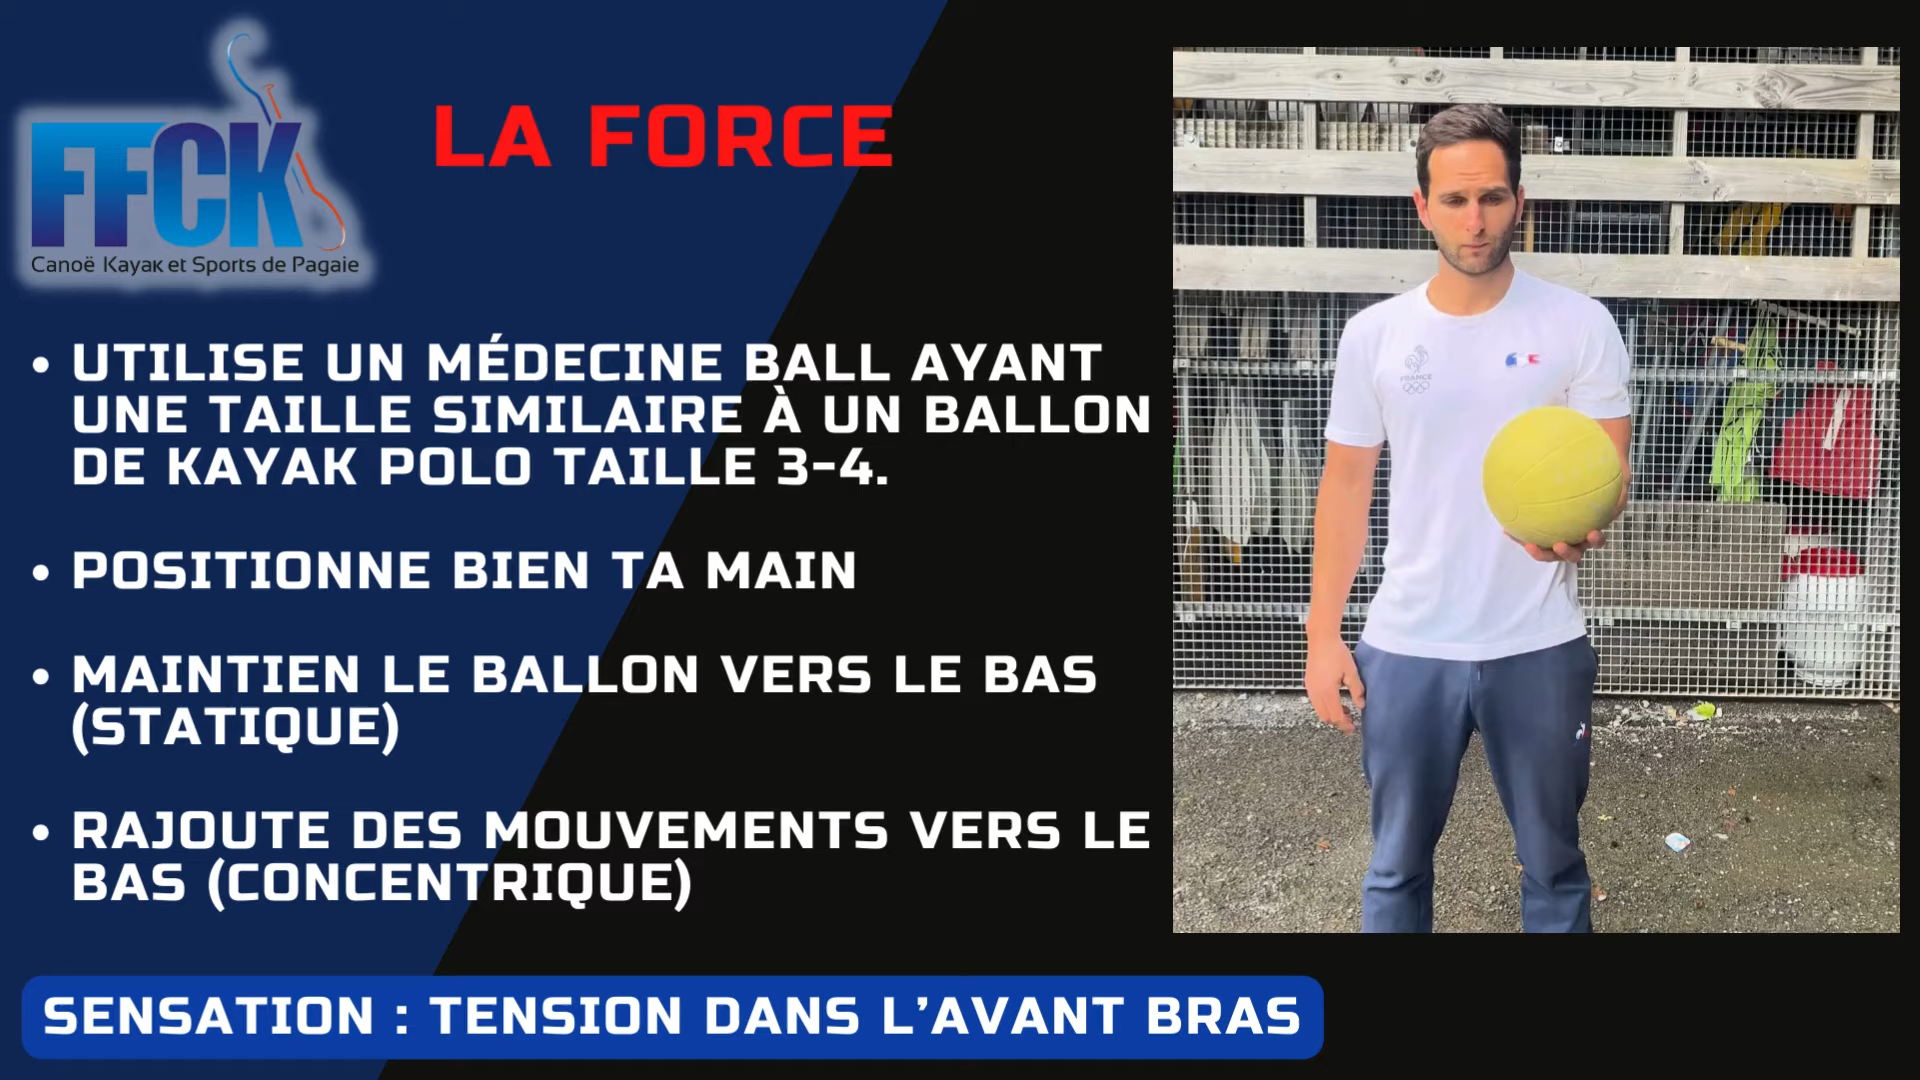 FFCK
Canoë Kayak et Sports de Pagaie
LA FORCE
• UTILISE UN MÉDECINE BALL AYANT
UNE TAILLE SIMILAIRE À UN BALLON
DE KAYAK POLO TAILLE 3-4.
• POSITIONNE BIEN TA MAIN
• MAINTIEN LE BALLON VERS LE BAS
(STATIQUE)
• RAJOUTE DES MOUVEMENTS VERS LE
BAS (CONCENTRIQUE)
FRANCE
SENSATION : TENSION DANS L’AVANT BRAS